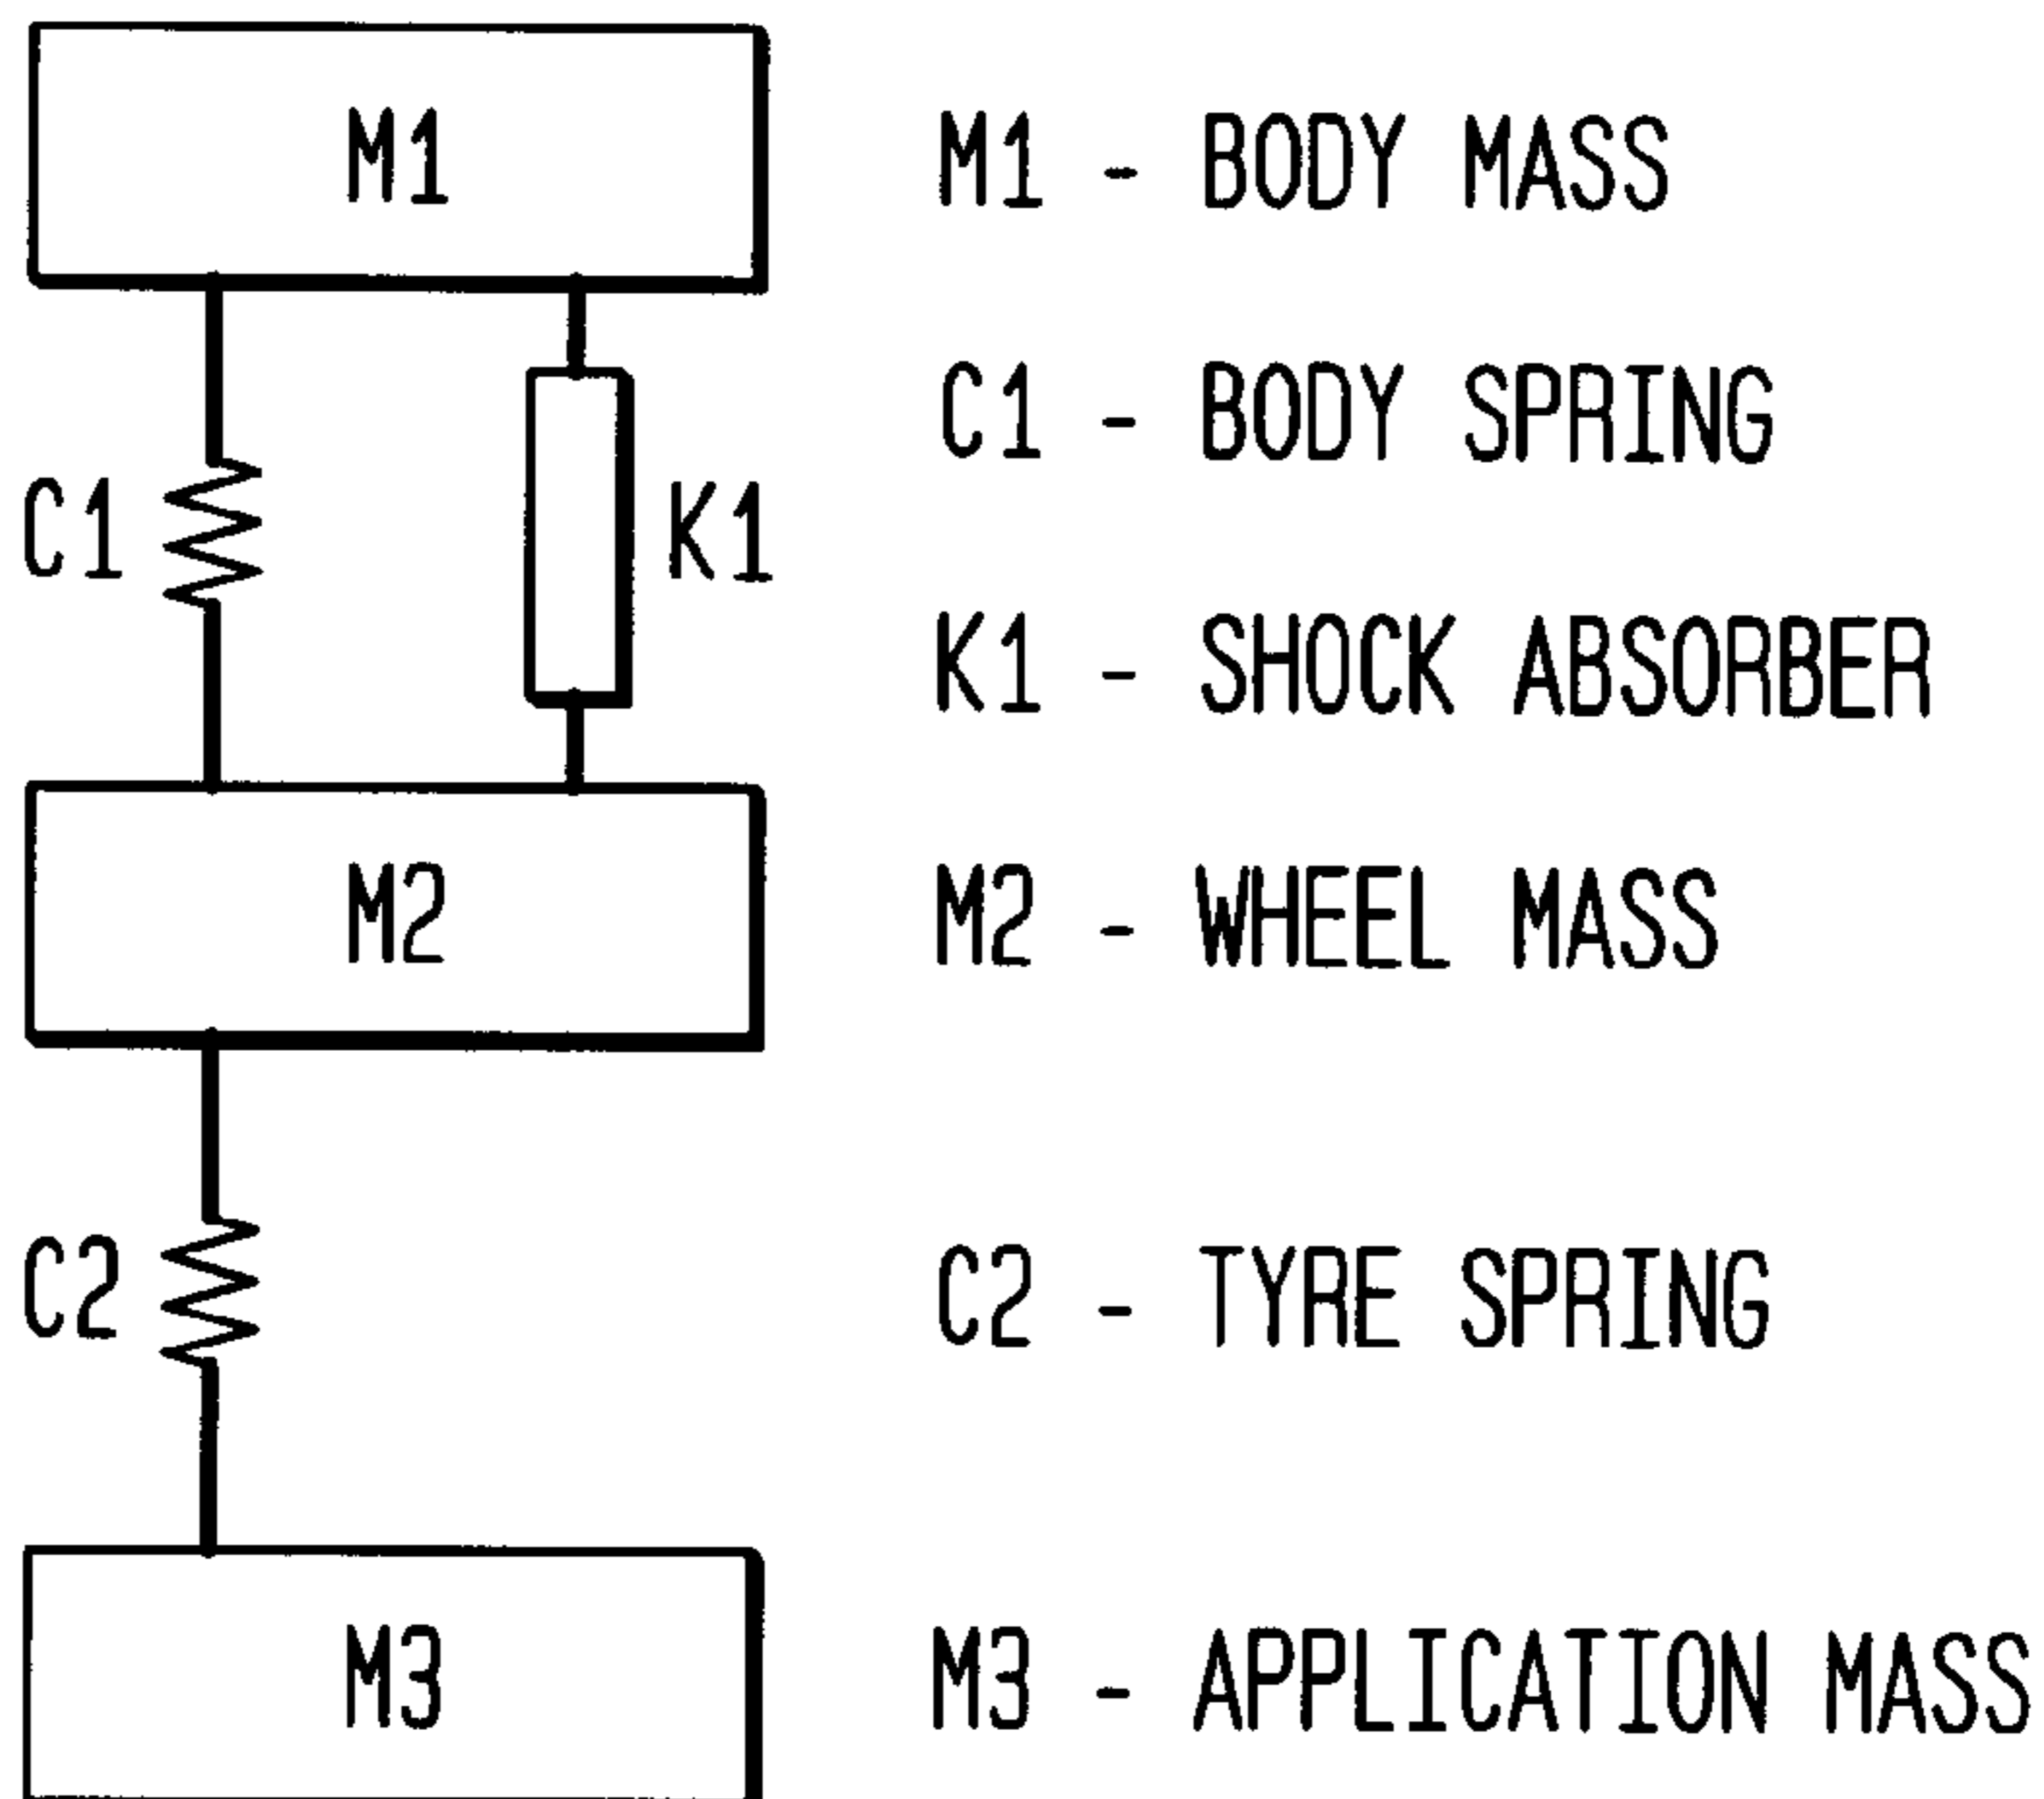 M1
M1 - BODY MASS
C1 - BODY SPRING
C1
K1
K1 - SHOCK ABSORBER
M2
M2 - WHEEL MASS
C2
C2 - TYRE SPRING
M3
M3 - APPLICATION MASS